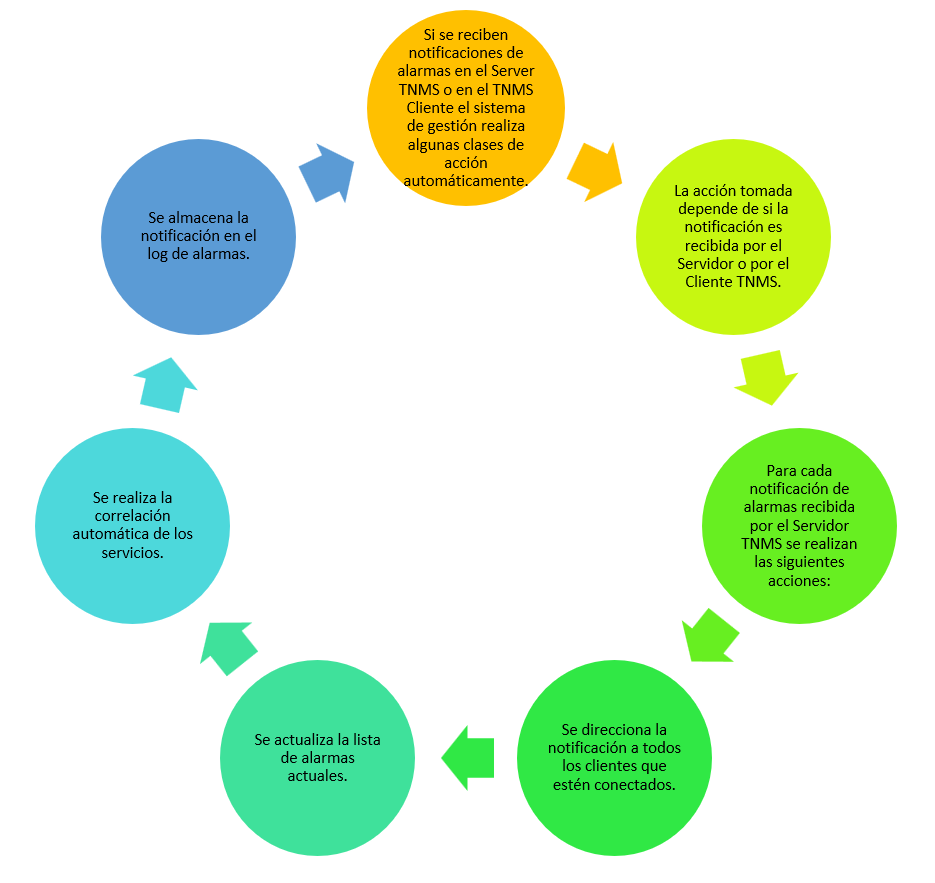 Si se reciben
notificaciones de
alarmas en el Server
TNMS o en el TNMS
Cliente el sistema
de gestión realiza
algunas clases de
acción
automáticamente.
La acción tomada
depende de si la
notificación es
recibida por el
Servidor o por el
Cliente TNMS.
Para cada
notificación de
alarmas recibida
por el Servidor
TNMS se realizan
las siguientes
acciones:
Se direcciona la
notificación a todos
los clientes que
estén conectados.
Se actualiza la lista
de alarmas
actuales.
Se realiza la
correlación
automática de los
servicios.
Se almacena la
notificación en el
log de alarmas.